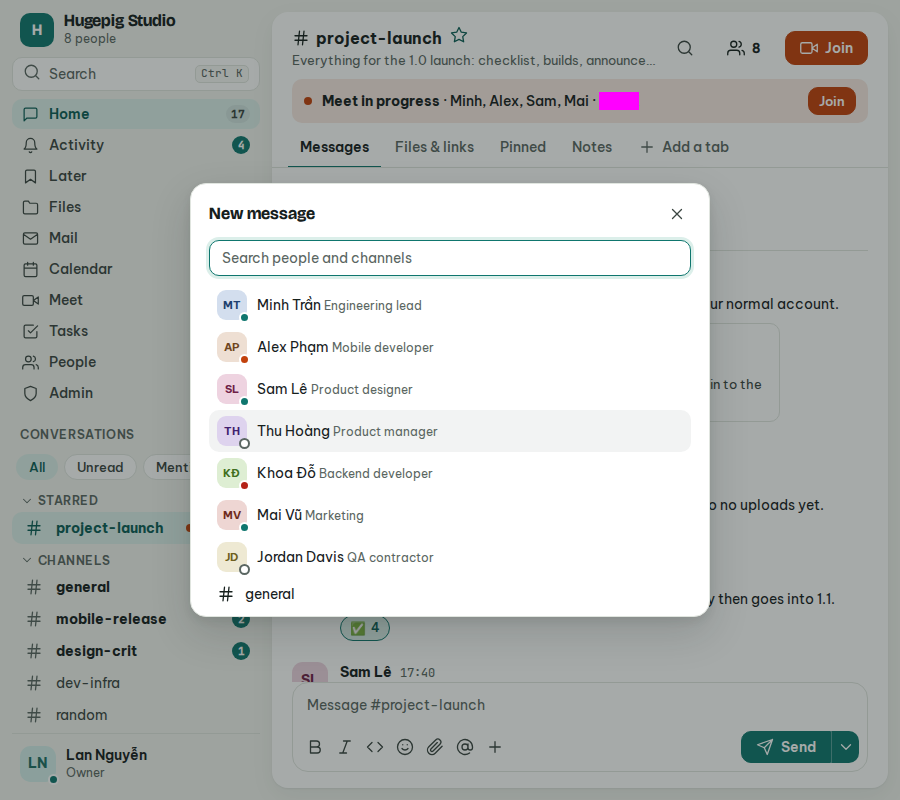 H
Hugepig Studio
8 people
Search
Ctrl K
Home
17
Activity
4
Later
Files
Mail
Calendar
Meet
Tasks
People
Admin
CONVERSATIONS
All
Unread
Ment
STARRED
project-launch
CHANNELS
general
mobile-release
2
design-crit
1
dev-infra
random
LN
Lan Nguyễn
Owner
# project-launch
Everything for the 1.0 launch: checklist, builds, announce…
8
Join
Meet in progress · Minh, Alex, Sam, Mai ·
Join
Messages
Files & links
Pinned
Notes
Add a tab
ur normal account.
in to the
o no uploads yet.
y then goes into 1.1.
✅ 4
SL
Sam Lê 17:40
Message #project-launch
Send
New message
Search people and channels
MT
Minh Trần Engineering lead
AP
Alex Phạm Mobile developer
SL
Sam Lê Product designer
TH
Thu Hoàng Product manager
KĐ
Khoa Đỗ Backend developer
MV
Mai Vũ Marketing
JD
Jordan Davis QA contractor
# general